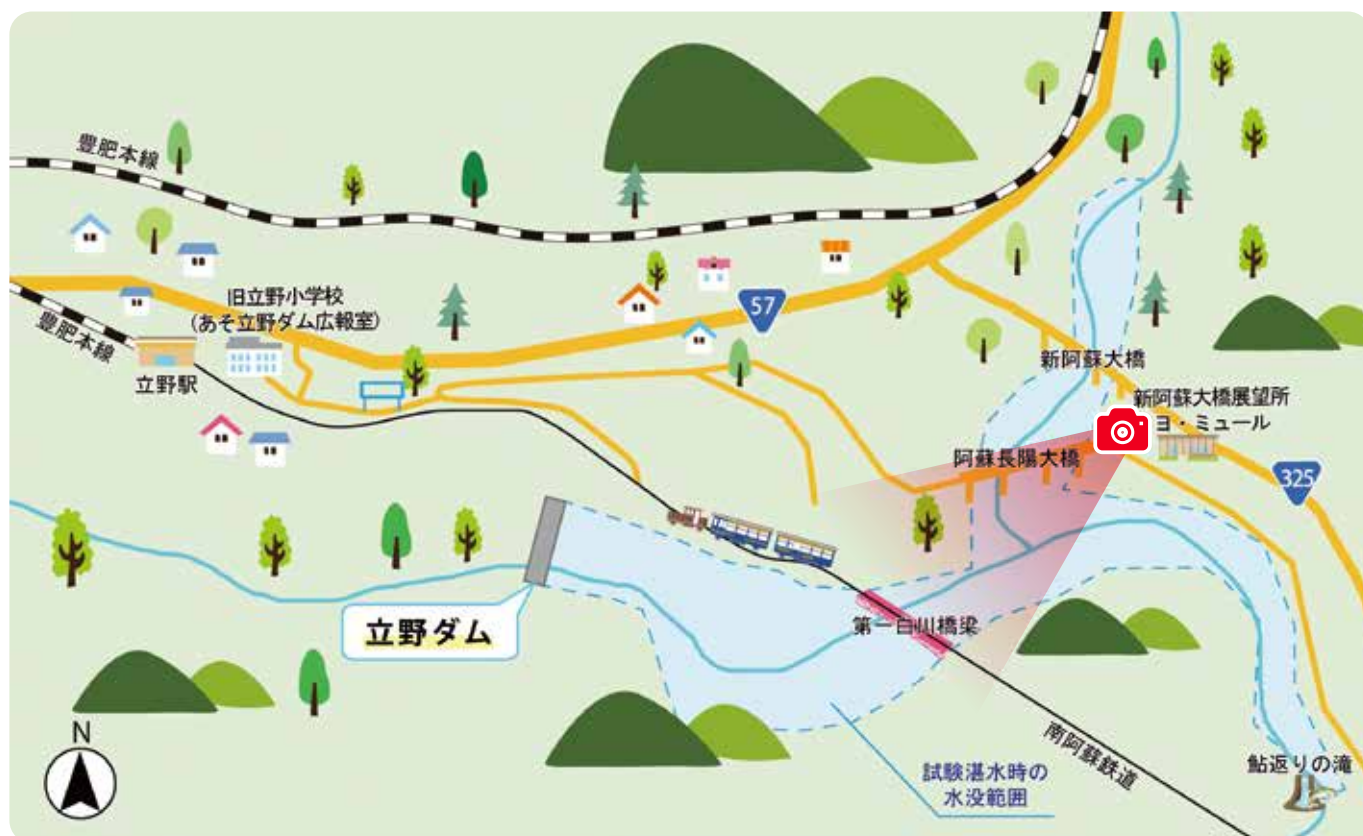 豊肥本線
57
旧立野小学校
(あそ立野ダム広報室)
豊肥本線
立野駅
新阿蘇大橋
新阿蘇大橋展望所
ヨ・ミュール
阿蘇長陽大橋
325
立野ダム
第一白川橋梁
N
南阿蘇鉄道
試験湛水時の
水没範囲
鮎返りの滝